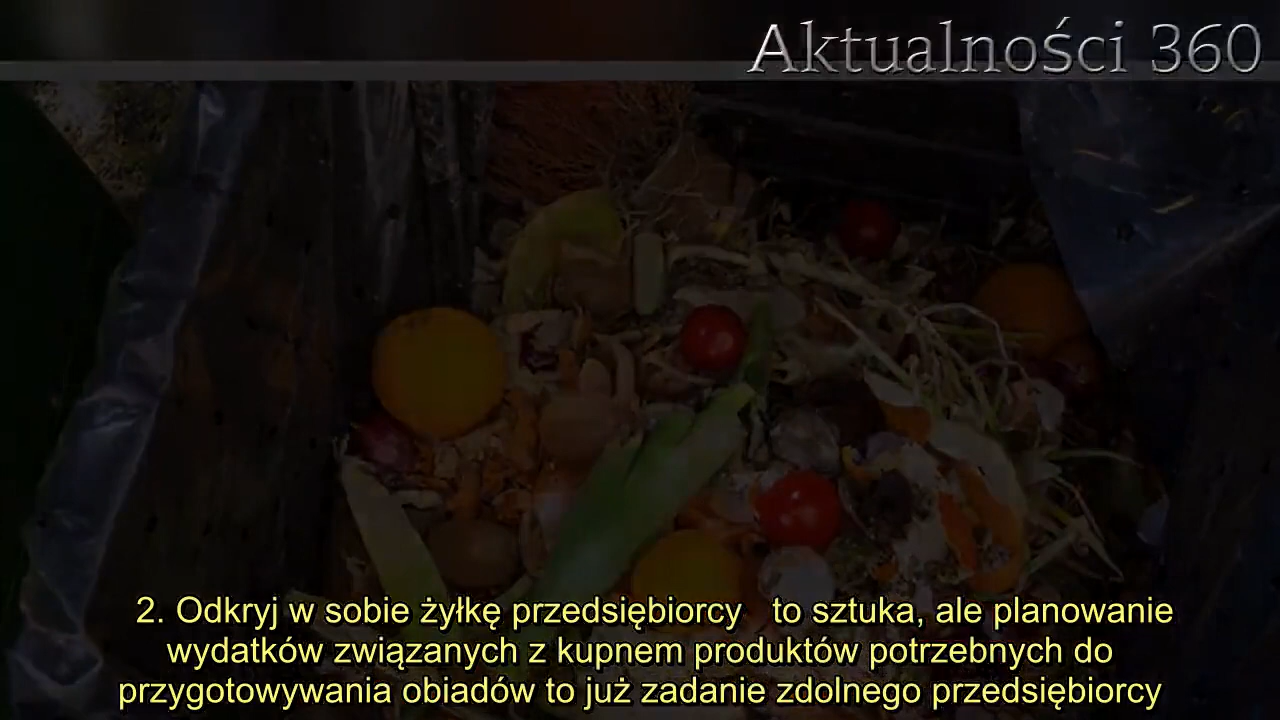 Aktualności 360
2. Odkryj w sobie żyłkę przedsiębiorcy   to sztuka, ale planowanie
wydatków związanych z kupnem produktów potrzebnych do
przygotowywania obiadów to już zadanie zdolnego przedsiębiorcy